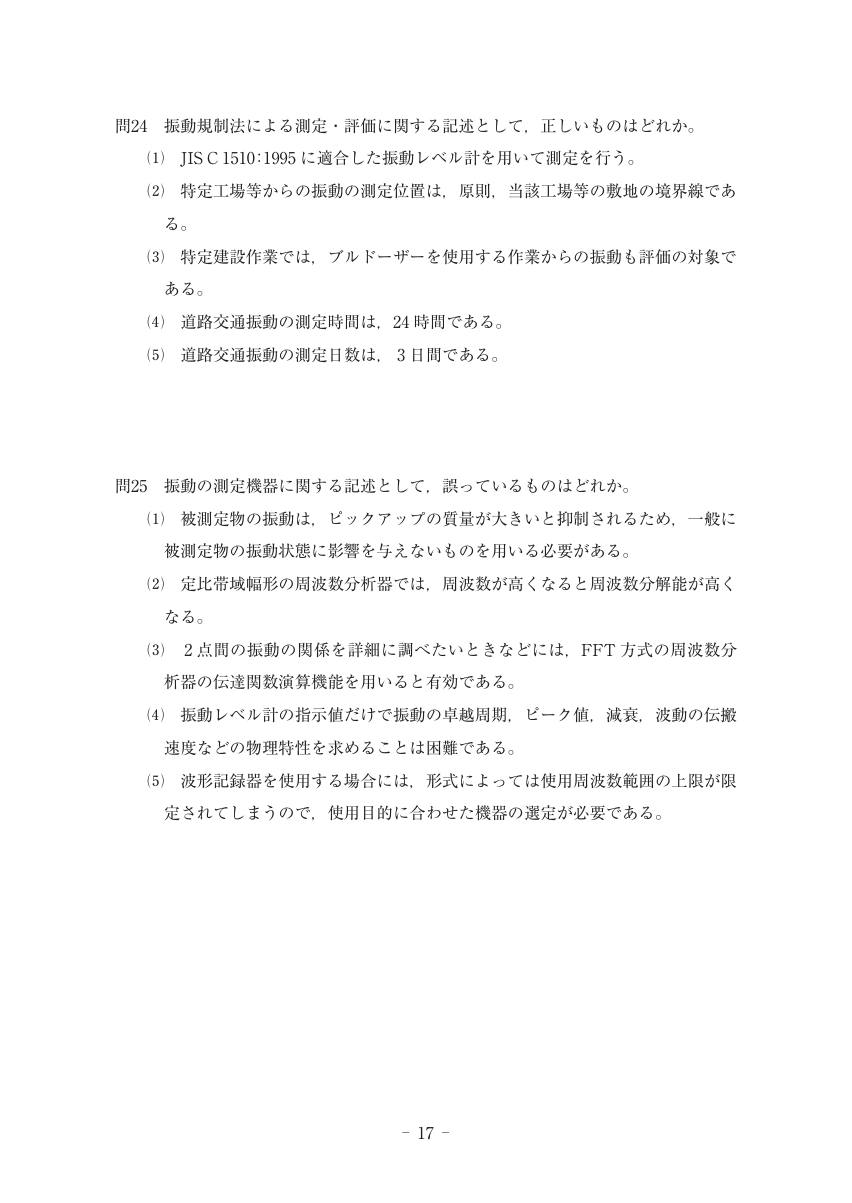 問24　振動規制法による測定・評価に関する記述として，正しいものはどれか。
⑴　JIS C 1510：1995 に適合した振動レベル計を用いて測定を行う。
⑵　特定工場等からの振動の測定位置は，原則，当該工場等の敷地の境界線であ
る。
⑶　特定建設作業では，ブルドーザーを使用する作業からの振動も評価の対象で
ある。
⑷　道路交通振動の測定時間は，24 時間である。
⑸　道路交通振動の測定日数は，3 日間である。
問25　振動の測定機器に関する記述として，誤っているものはどれか。
⑴　被測定物の振動は，ピックアップの質量が大きいと抑制されるため，一般に
被測定物の振動状態に影響を与えないものを用いる必要がある。
⑵　定比帯域幅形の周波数分析器では，周波数が高くなると周波数分解能が高く
なる。
⑶　2 点間の振動の関係を詳細に調べたいときなどには，FFT 方式の周波数分
析器の伝達関数演算機能を用いると有効である。
⑷　振動レベル計の指示値だけで振動の卓越周期，ピーク値，減衰，波動の伝搬
速度などの物理特性を求めることは困難である。
⑸　波形記録器を使用する場合には，形式によっては使用周波数範囲の上限が限
定されてしまうので，使用目的に合わせた機器の選定が必要である。
－ 17 －